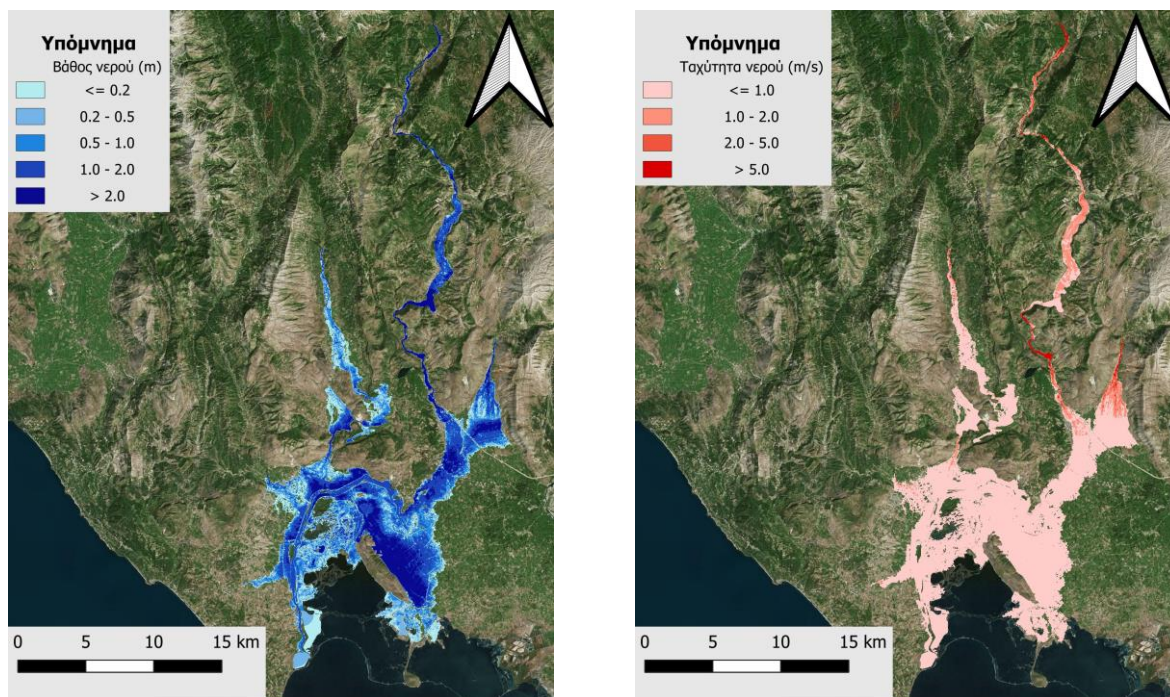 Υπόμνημα
Βάθος νερού (m)
<= 0.2
0.2 - 0.5
0.5 - 1.0
1.0 - 2.0
> 2.0
0 5 10 15 km
Υπόμνημα
Ταχύτητα νερού (m/s)
<= 1.0
1.0 - 2.0
2.0 - 5.0
> 5.0
0 5 10 15 km